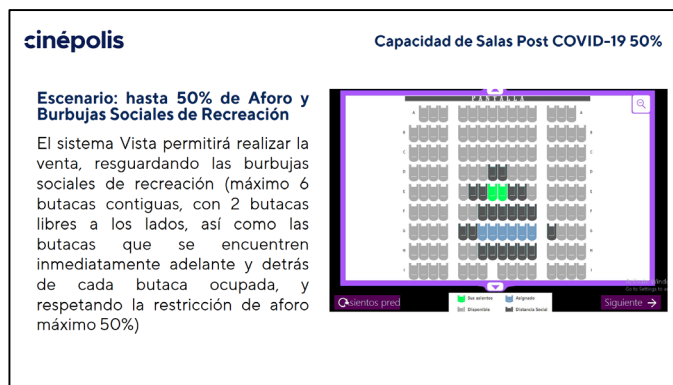 cinépolis
Capacidad de Salas Post COVID-19 50%
Escenario: hasta 50% de Aforo y
Burbujas Sociales de Recreación
El sistema Vista permitirá realizar la
venta, resguardando las burbujas
sociales de recreación (máximo 6
butacas contiguas, con 2 butacas
libres a los lados, así como las
butacas que se encuentren
inmediatamente adelante y detrás
de cada butaca ocupada, y
respetando la restricción de aforo
máximo 50%)
PANTALLA
A A
B B
C C
D D
E E
F F
G G
H H
I I
asientos pred
Sus asientos Asignado
Disponible Distancia Social
Siguiente →